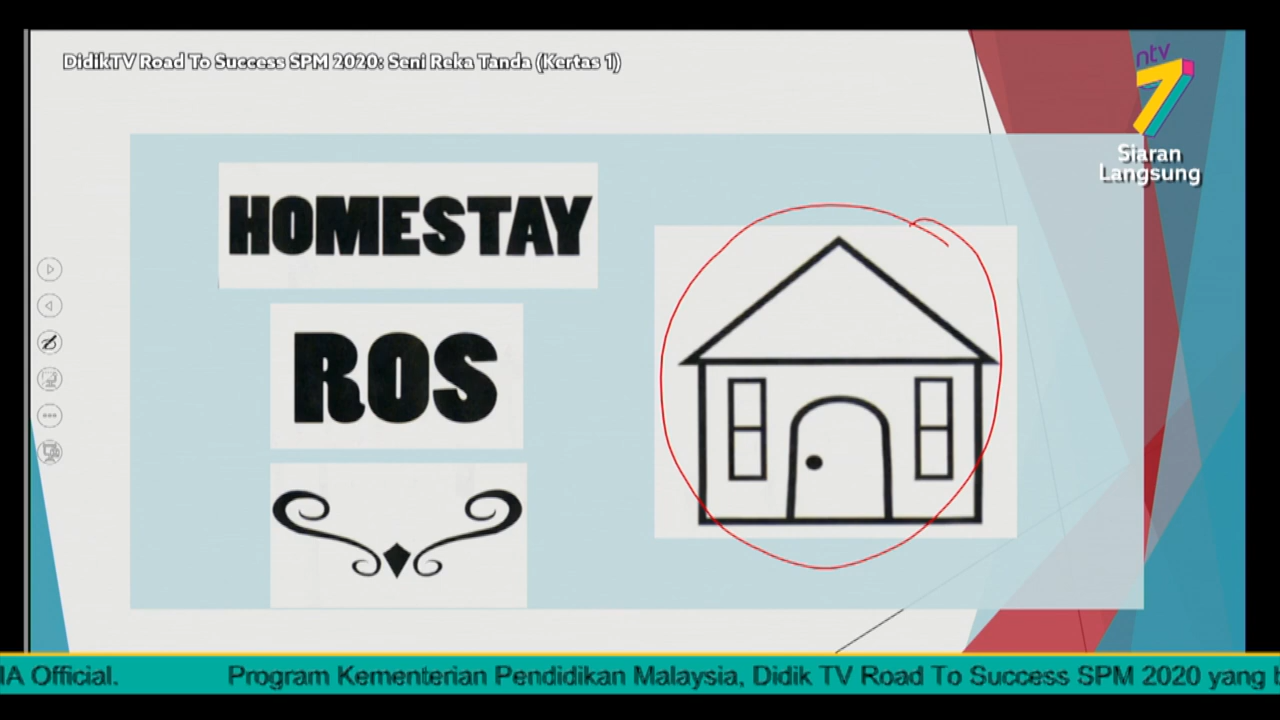 DidikTV Road To Success SPM 2020: Seni Reka Tanda (Kertas 1)
ntv
7
Siaran
Langsung
HOMESTAY
ROS
Official.
Program Kementerian Pendidikan Malaysia, Didik TV Road To Success SPM 2020 yang